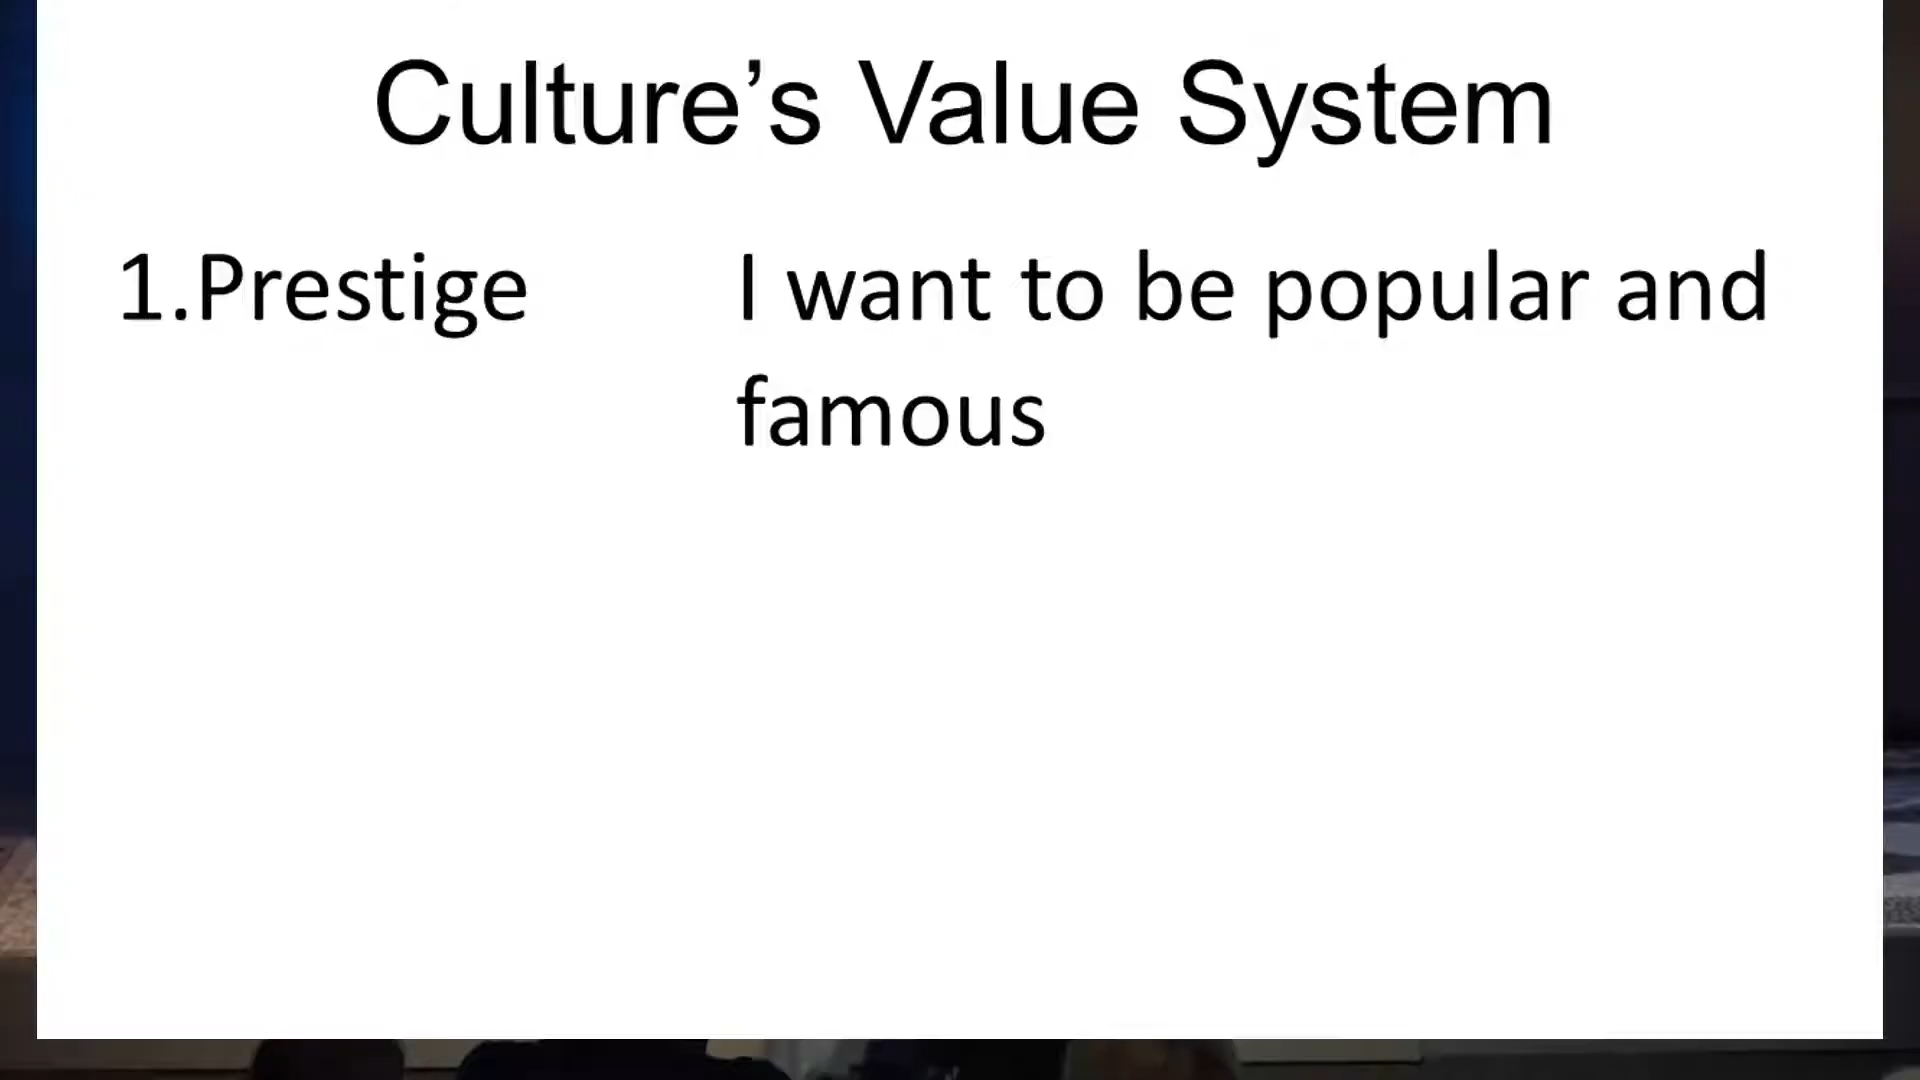 Culture’s Value System
1.Prestige I want to be popular and
famous